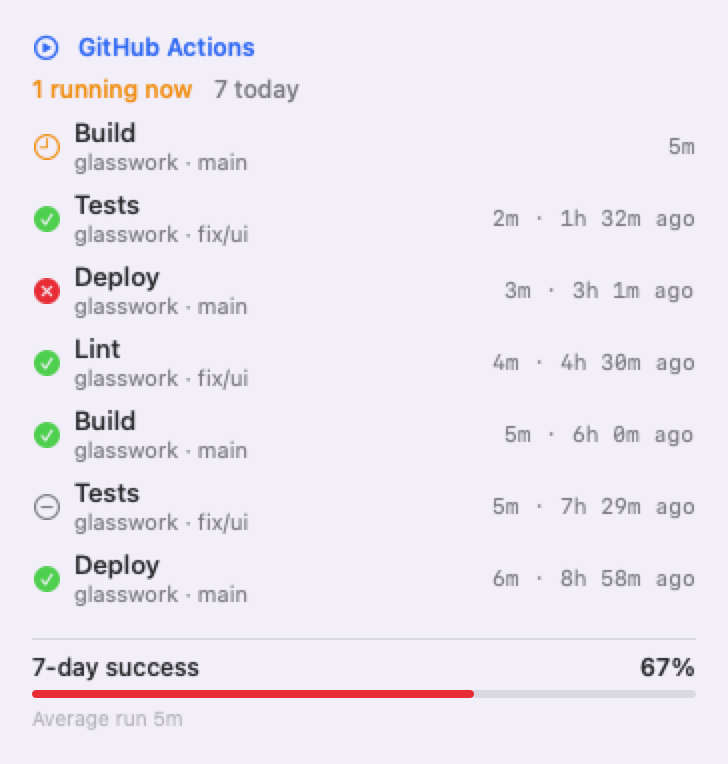 GitHub Actions
1 running now 7 today
Build
glasswork · main
5m
Tests
glasswork · fix/ui
2m · 1h 32m ago
Deploy
glasswork · main
3m · 3h 1m ago
Lint
glasswork · fix/ui
4m · 4h 30m ago
Build
glasswork · main
5m · 6h 0m ago
Tests
glasswork · fix/ui
5m · 7h 29m ago
Deploy
glasswork · main
6m · 8h 58m ago
7-day success 67%
Average run 5m